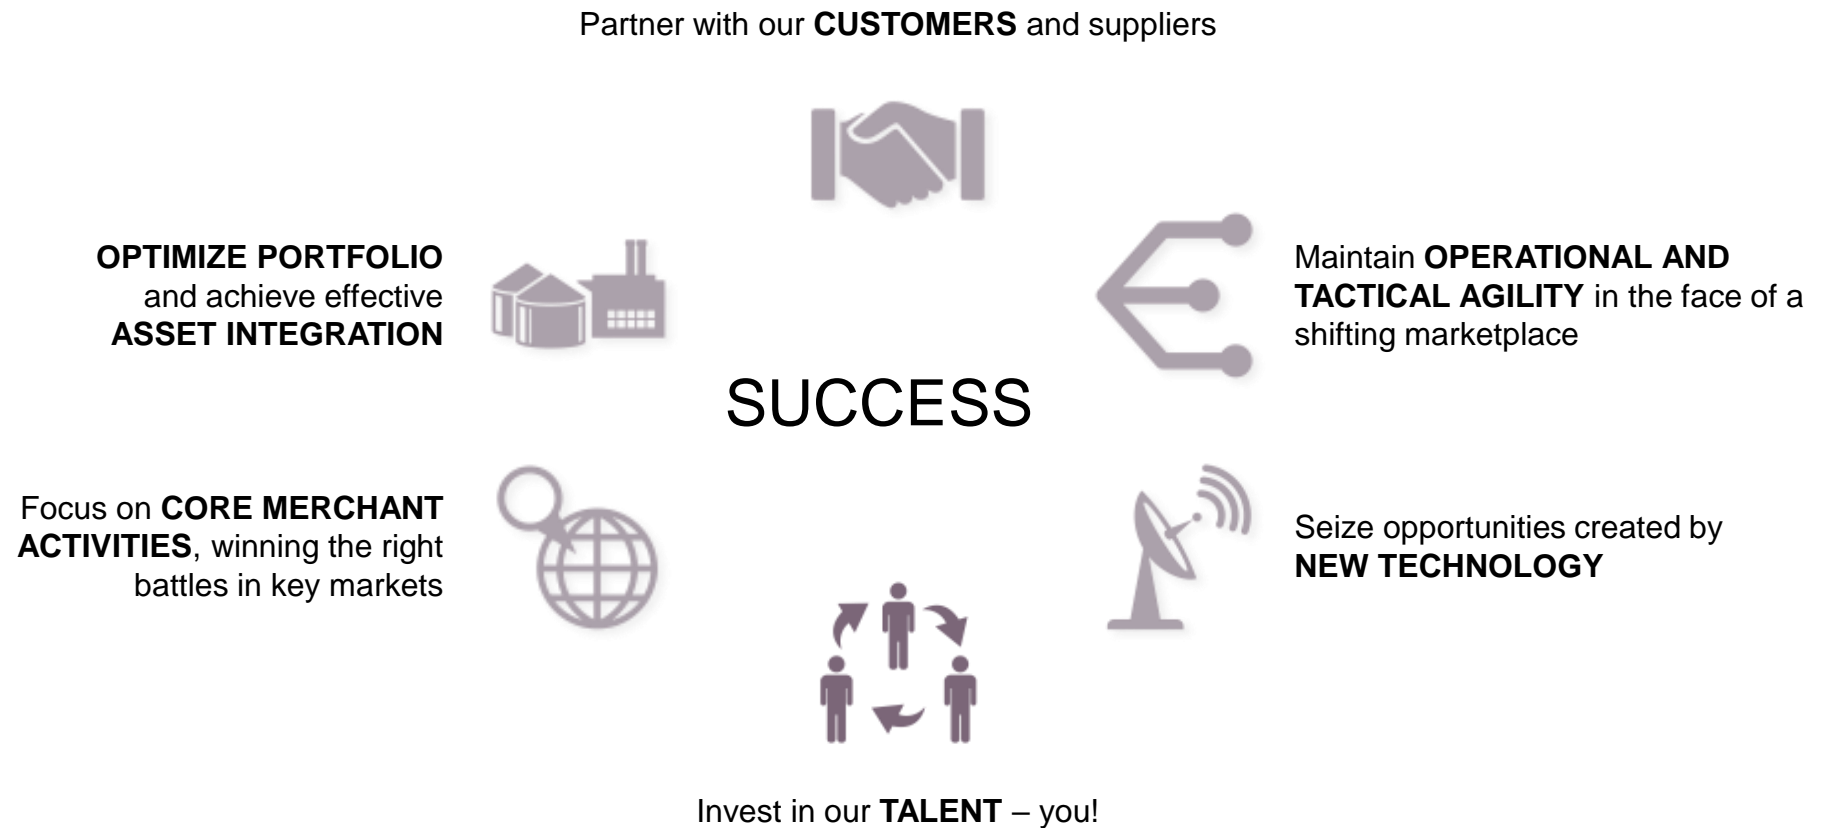 Partner with our CUSTOMERS and suppliers
OPTIMIZE PORTFOLIO
and achieve effective
ASSET INTEGRATION
Maintain OPERATIONAL AND
TACTICAL AGILITY in the face of a
shifting marketplace
SUCCESS
Focus on CORE MERCHANT
ACTIVITIES, winning the right
battles in key markets
Seize opportunities created by
NEW TECHNOLOGY
Invest in our TALENT – you!